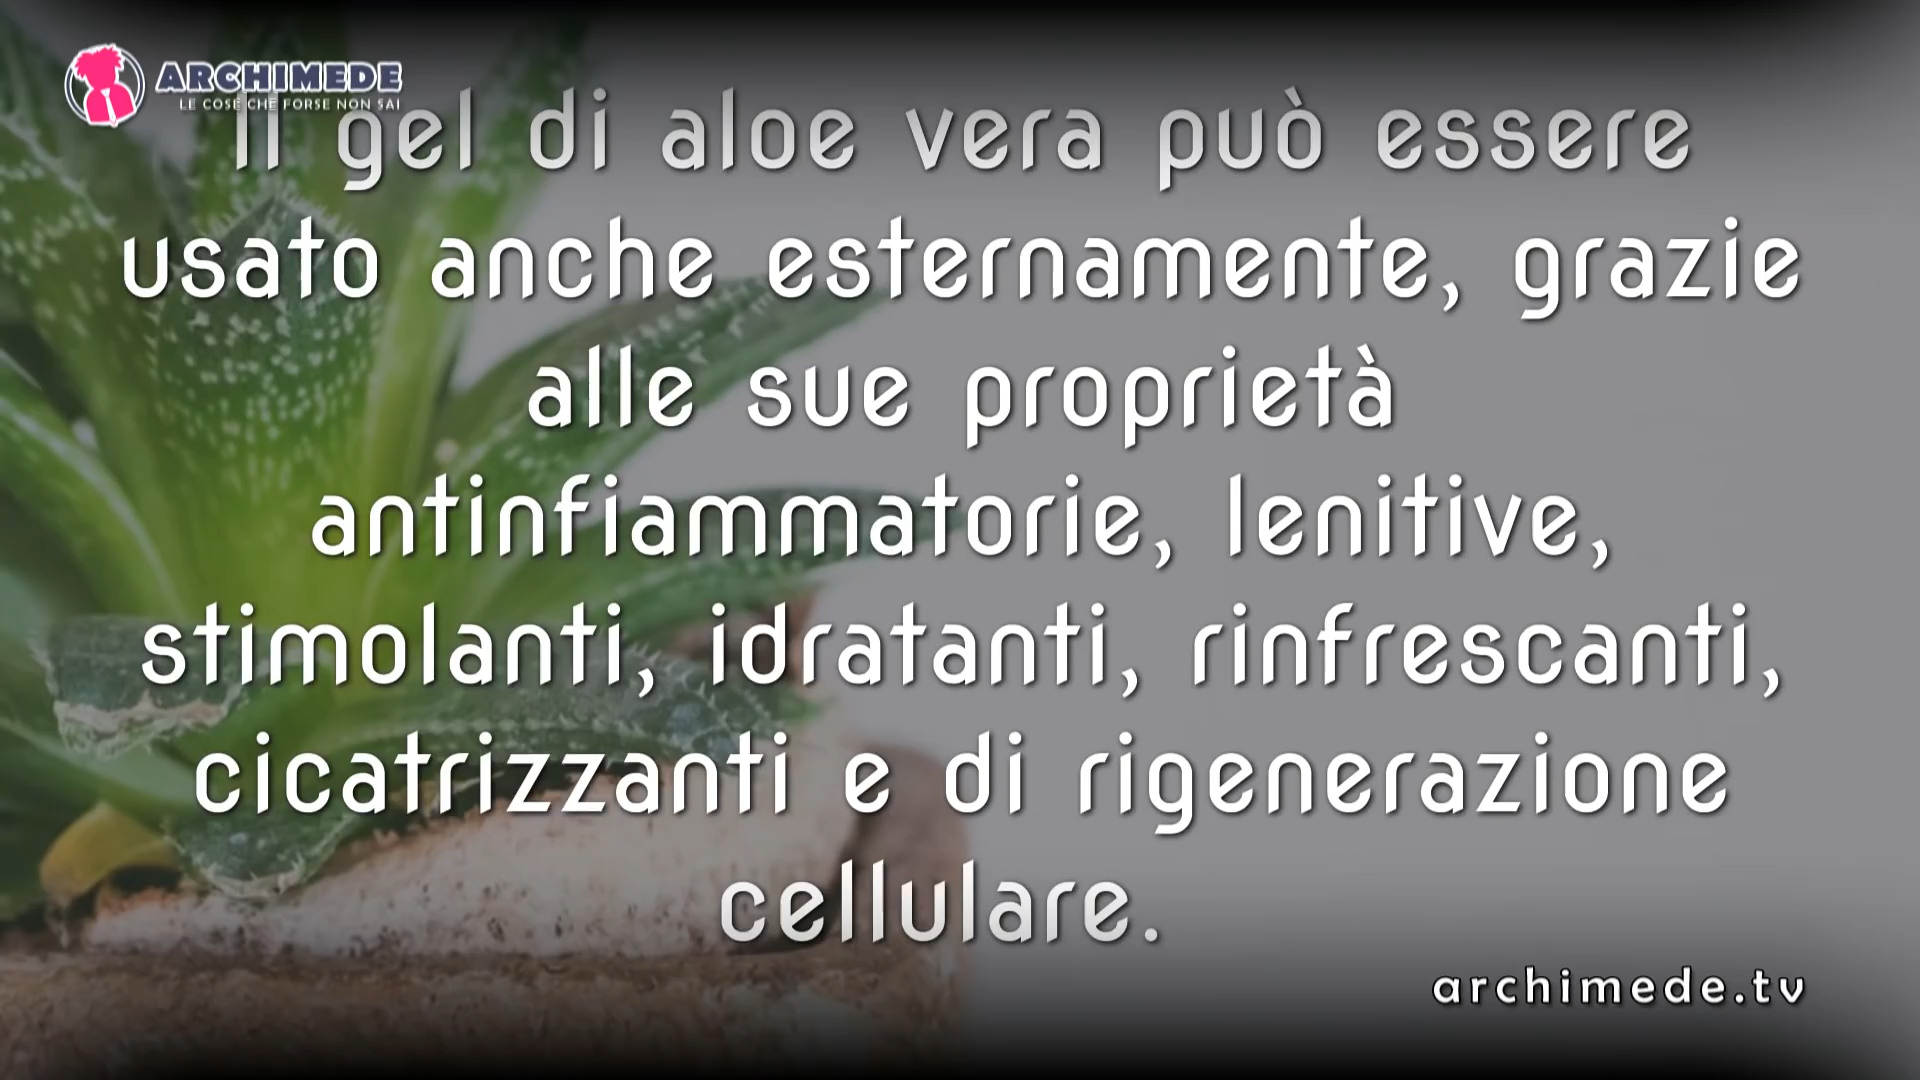 ARCHIMEDE
LE COSE CHE FORSE NON SAI
Il gel di aloe vera può essere
usato anche esternamente, grazie
alle sue proprietà
antinfiammatorie, lenitive,
stimolanti, idratanti, rinfrescanti,
cicatrizzanti e di rigenerazione
cellulare.
archimede.tv